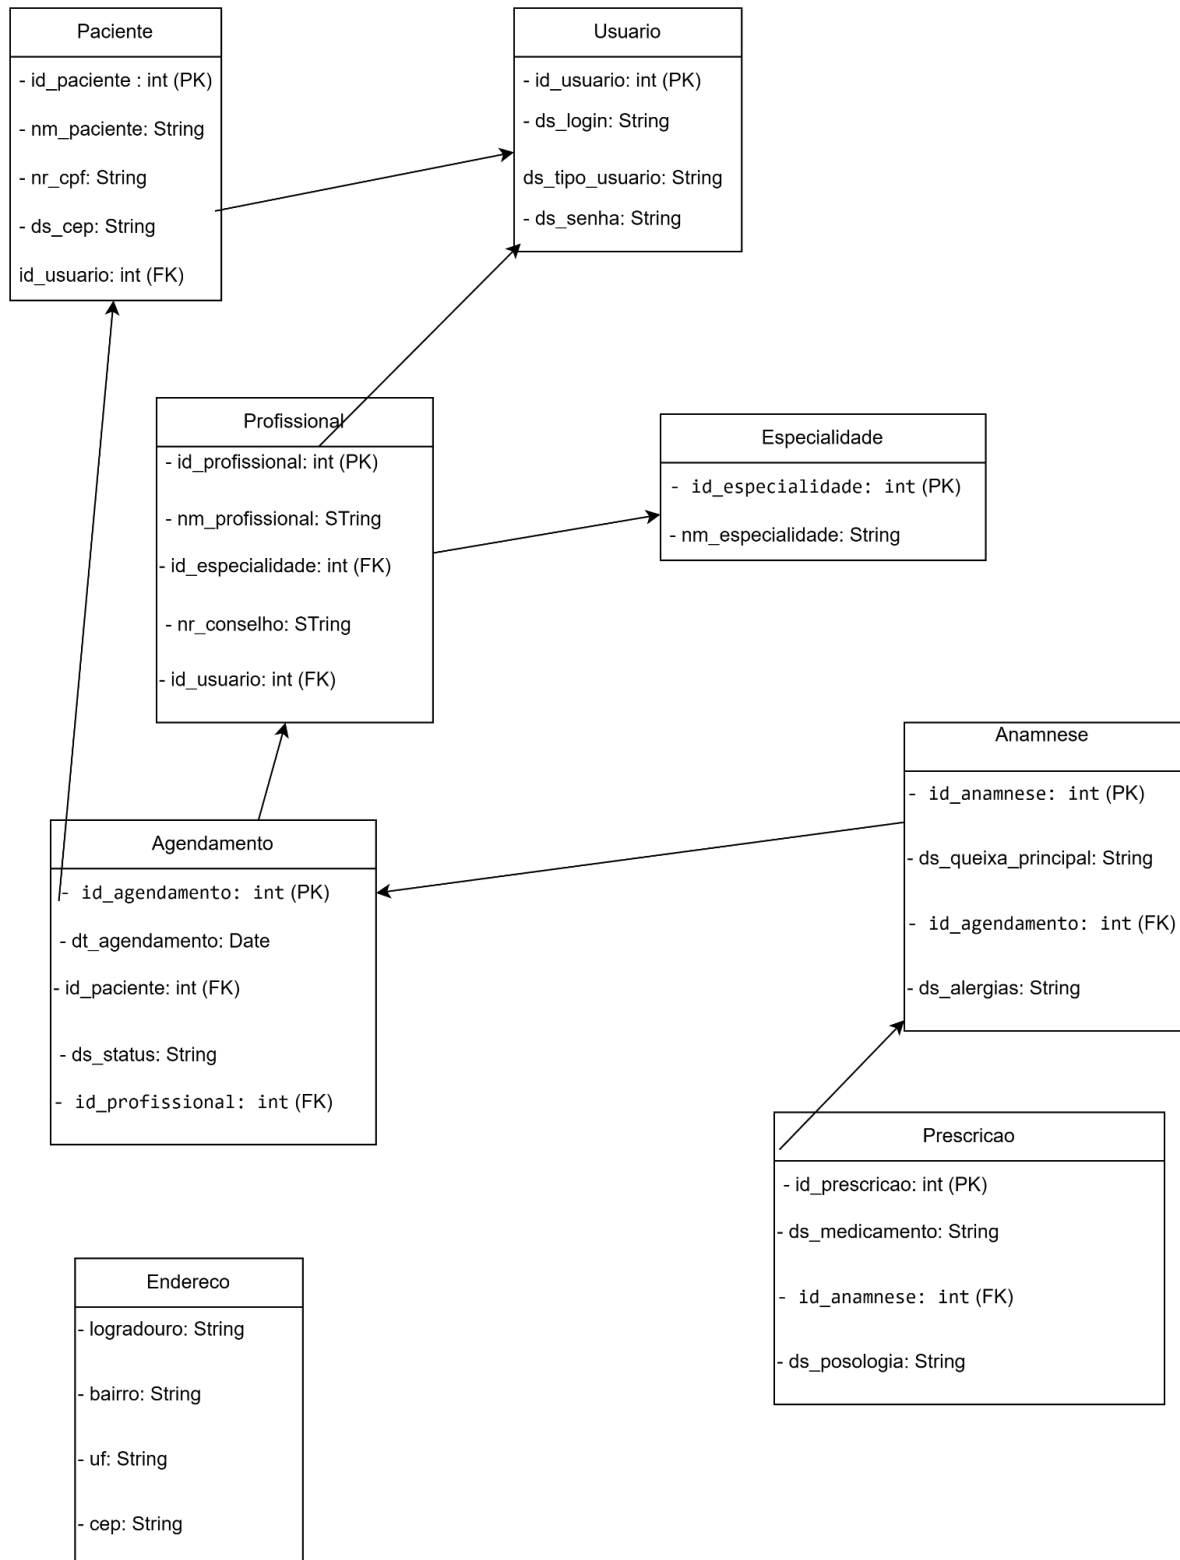 Paciente
- id_paciente : int (PK)
- nm_paciente: String
- nr_cpf: String
- ds_cep: String
id_usuario: int (FK)
Usuario
- id_usuario: int (PK)
- ds_login: String
ds_tipo_usuario: String
- ds_senha: String
Profissional
- id_profissional: int (PK)
- nm_profissional: STring
- id_especialidade: int (FK)
- nr_conselho: STring
- id_usuario: int (FK)
Especialidade
- id_especialidade: int (PK)
- nm_especialidade: String
Agendamento
- id_agendamento: int (PK)
- dt_agendamento: Date
- id_paciente: int (FK)
- ds_status: String
- id_profissional: int (FK)
Anamnese
- id_anamnese: int (PK)
- ds_queixa_principal: String
- id_agendamento: int (FK)
- ds_alergias: String
Prescricao
- id_prescricao: int (PK)
- ds_medicamento: String
- id_anamnese: int (FK)
- ds_posologia: String
Endereco
- logradouro: String
- bairro: String
- uf: String
- cep: String